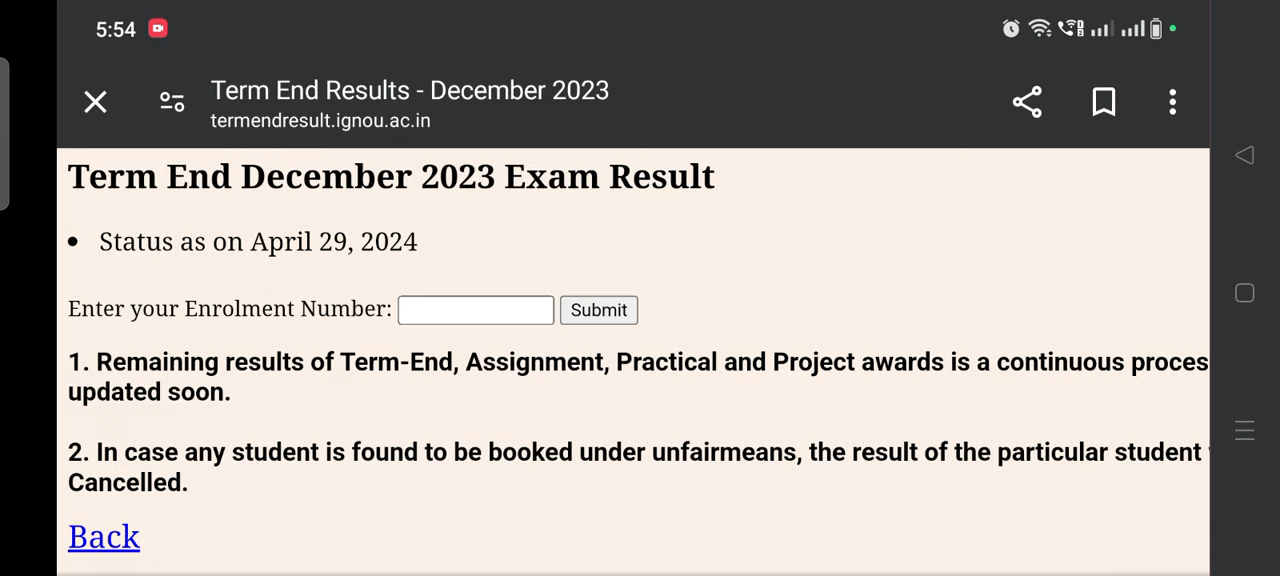 5:54
Term End Results - December 2023
termendresult.ignou.ac.in
Term End December 2023 Exam Result
• Status as on April 29, 2024
Enter your Enrolment Number: Submit
1. Remaining results of Term-End, Assignment, Practical and Project awards is a continuous proces
updated soon.
2. In case any student is found to be booked under unfairmeans, the result of the particular student
Cancelled.
Back